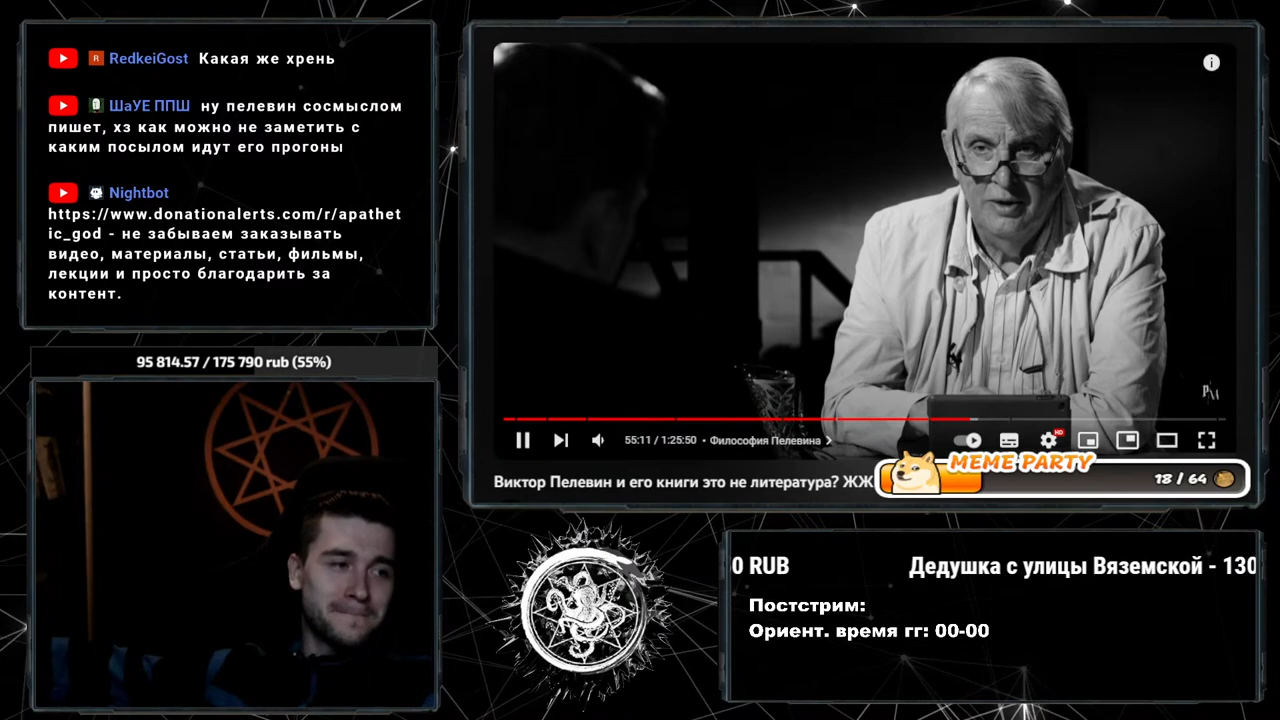 RedkeiGost Какая же хрень
ШаУЕ ППШ ну пелевин сосмыслом
пишет, хз как можно не заметить с
каким посылом идут его прогоны
Nightbot
https://www.donationalerts.com/r/apathet
ic_god - не забываем заказывать
видео, материалы, статьи, фильмы,
лекции и просто благодарить за
контент.
95 814.57 / 175 790 rub (55%)
55:11 / 1:25:50 • Философия Пелевина
HD
Виктор Пелевин и его книги это не литература? ЖЖ
MEME PARTY
18 / 64
0 RUB
Дедушка с улицы Вяземской - 130
Постстрим:
Ориент. время гг: 00-00